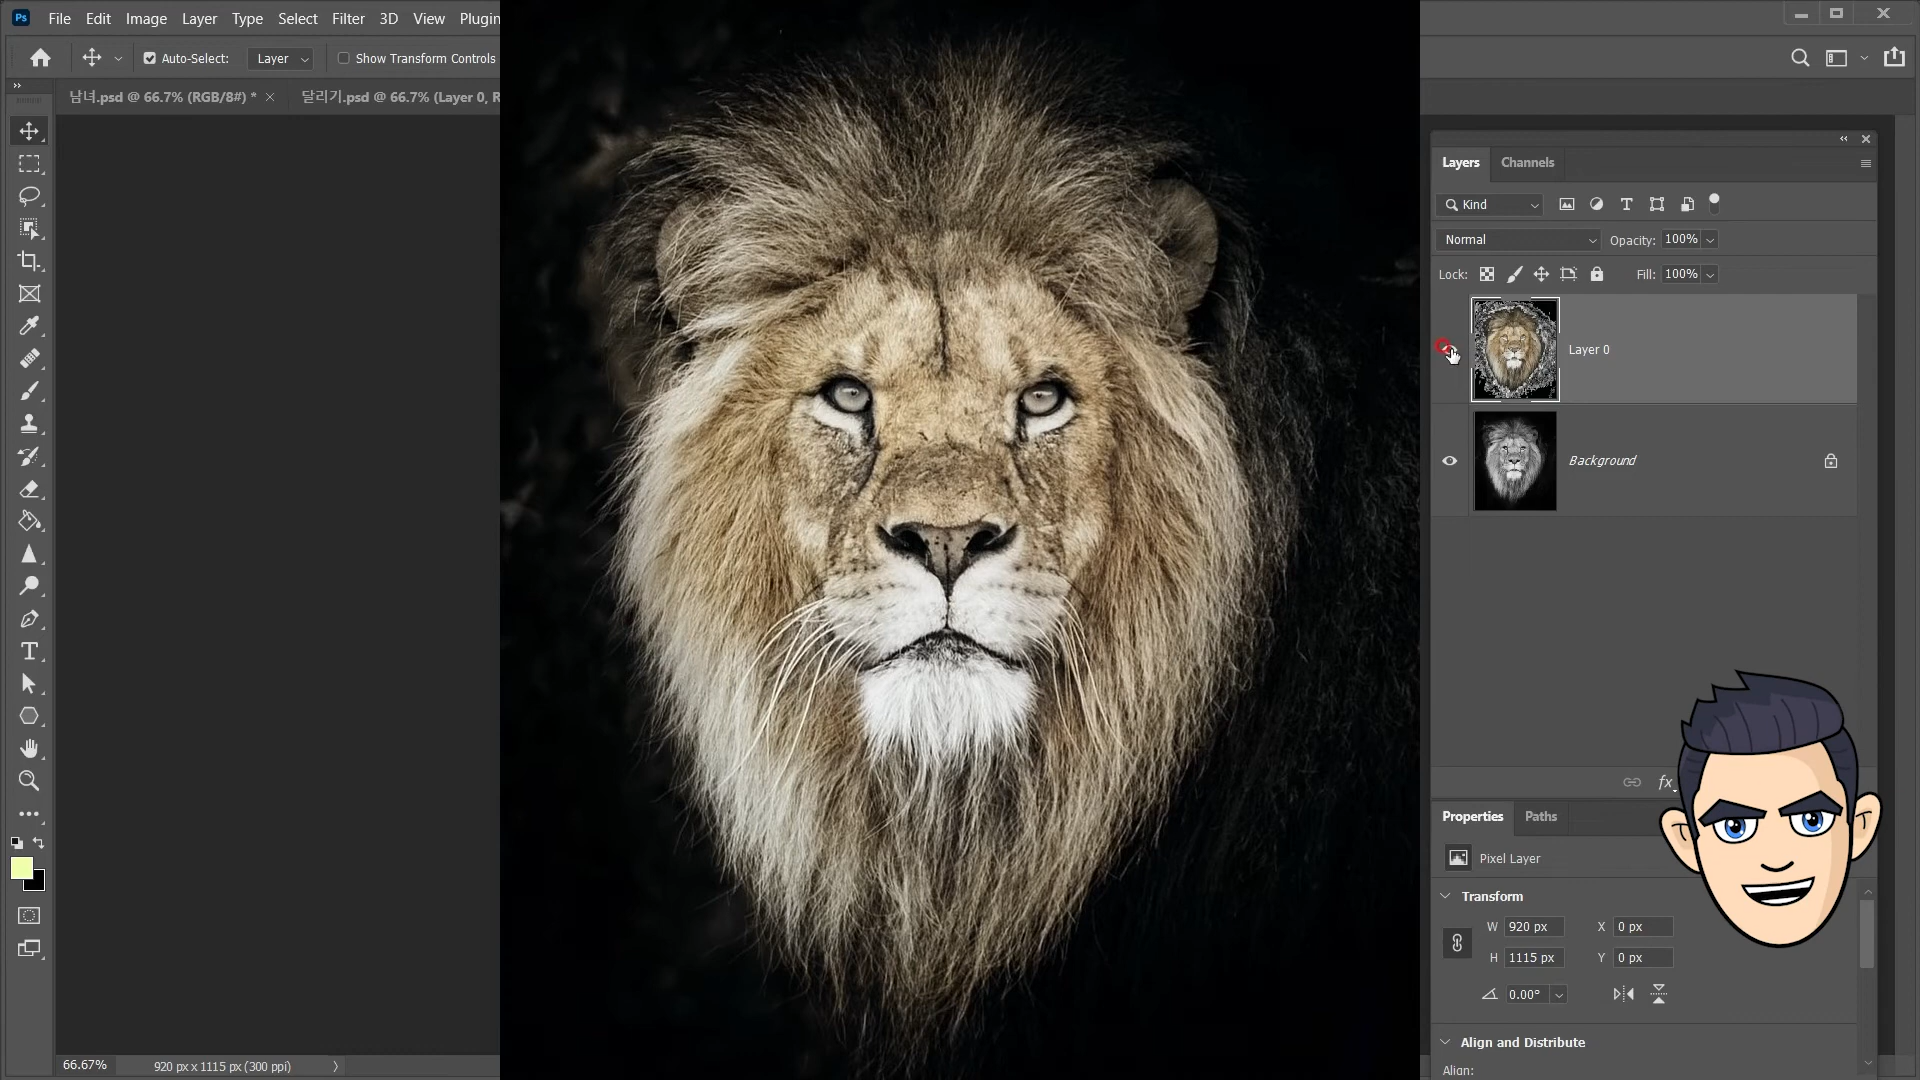 Ps File Edit Image Layer Type Select Filter 3D View Plugin
Auto-Select: Layer Show Transform Controls
남녀.psd @ 66.7% (RGB/8#) * 달리기.psd @ 66.7% (Layer 0, R
Layers Channels
Kind
Normal Opacity: 100%
Lock: Fill: 100%
Layer 0
Background
fx
Properties Paths
Pixel Layer
Transform
W 920 px X 0 px
H 1115 px Y 0 px
0.00°
Align and Distribute
Align:
66.67% 920 px x 1115 px (300 ppi)